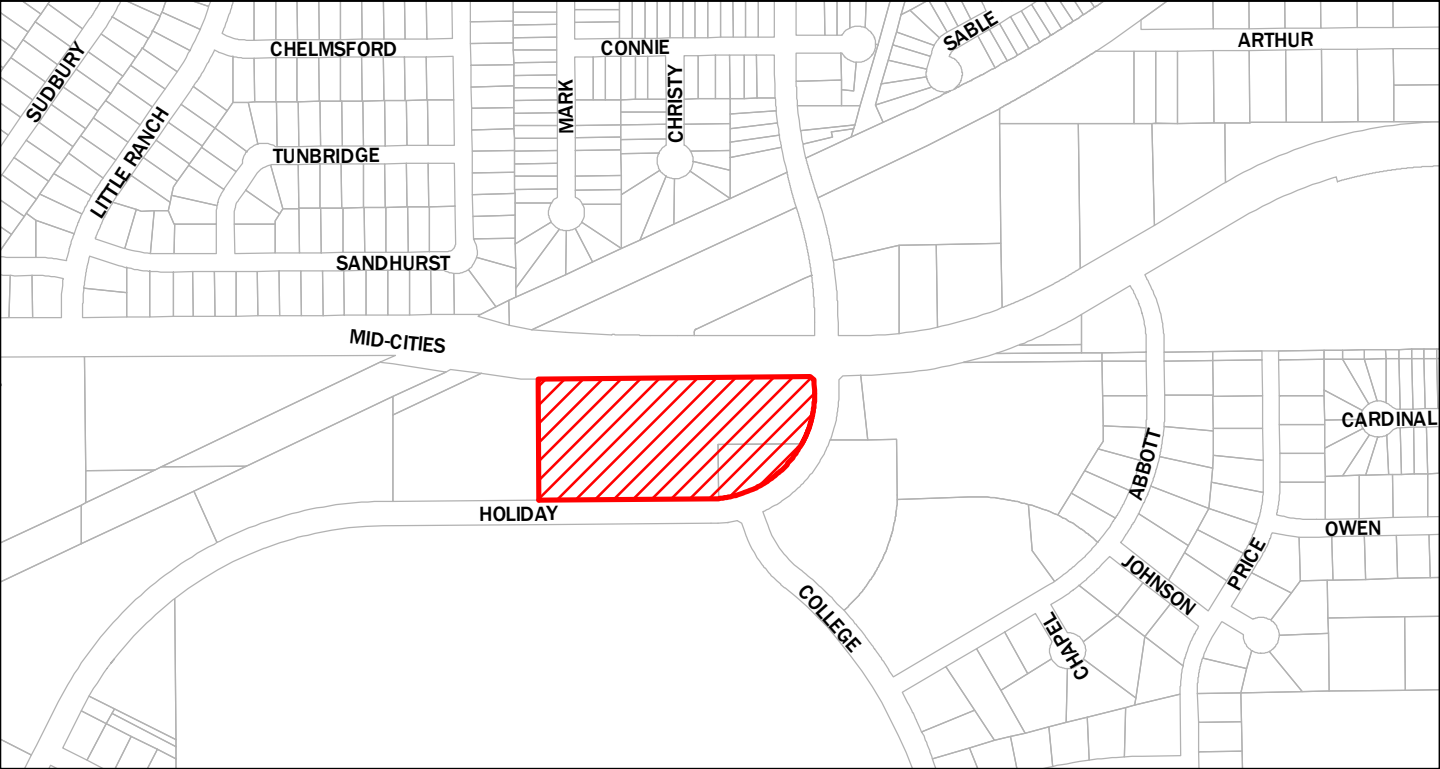 SABLE
ARTHUR
CHELMSFORD
CONNIE
SUDBURY
MARK
CHRISTY
LITTLE RANCH
TUNBRIDGE
SANDHURST
MID-CITIES
CARDINAL
ABBOTT
HOLIDAY
OWEN
PRICE
JOHNSON
COLLEGE
CHAPEL